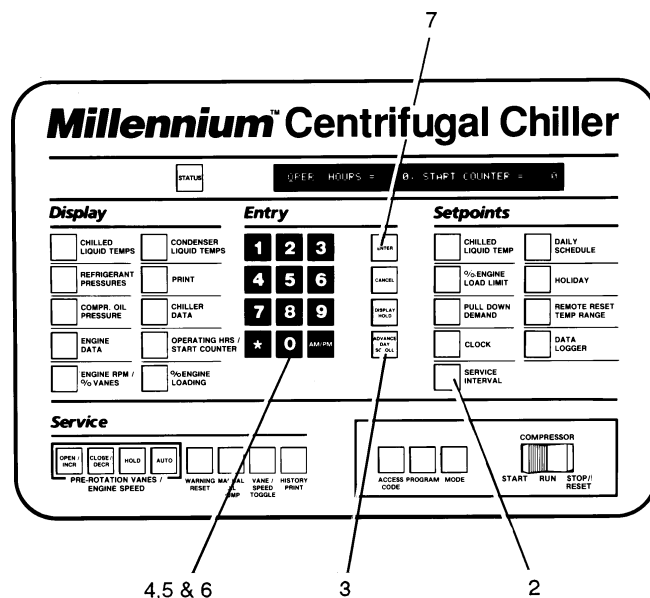 7
Millennium™ Centrifugal Chiller
STATUS
OPER. HOURS = 0. START COUNTER = 0
Display
CHILLED
LIQUID TEMPS
CONDENSER
LIQUID TEMPS
REFRIGERANT
PRESSURES
PRINT
COMPR. OIL
PRESSURE
CHILLER
DATA
ENGINE
DATA
OPERATING HRS /
START COUNTER
ENGINE RPM /
% VANES
%ENGINE
LOADING
Entry
1 2 3
4 5 6
7 8 9
* 0 AM/PM
ENTER
CANCEL
DISPLAY
HOLD
ADVANCE
DAY
SCROLL
Setpoints
CHILLED
LIQUID TEMP
DAILY
SCHEDULE
%ENGINE
LOAD LIMIT
HOLIDAY
PULL DOWN
DEMAND
REMOTE RESET
TEMP RANGE
CLOCK
DATA
LOGGER
SERVICE
INTERVAL
Service
OPEN /
INCR
CLOSE /
DECR
HOLD
AUTO
PRE-ROTATION VANES /
ENGINE SPEED
WARNING
RESET
VANE /
SPEED
TOGGLE
HISTORY
PRINT
ACCESS
CODE
PROGRAM
MODE
COMPRESSOR
START RUN STOP//
RESET
4,5 & 6
3
2